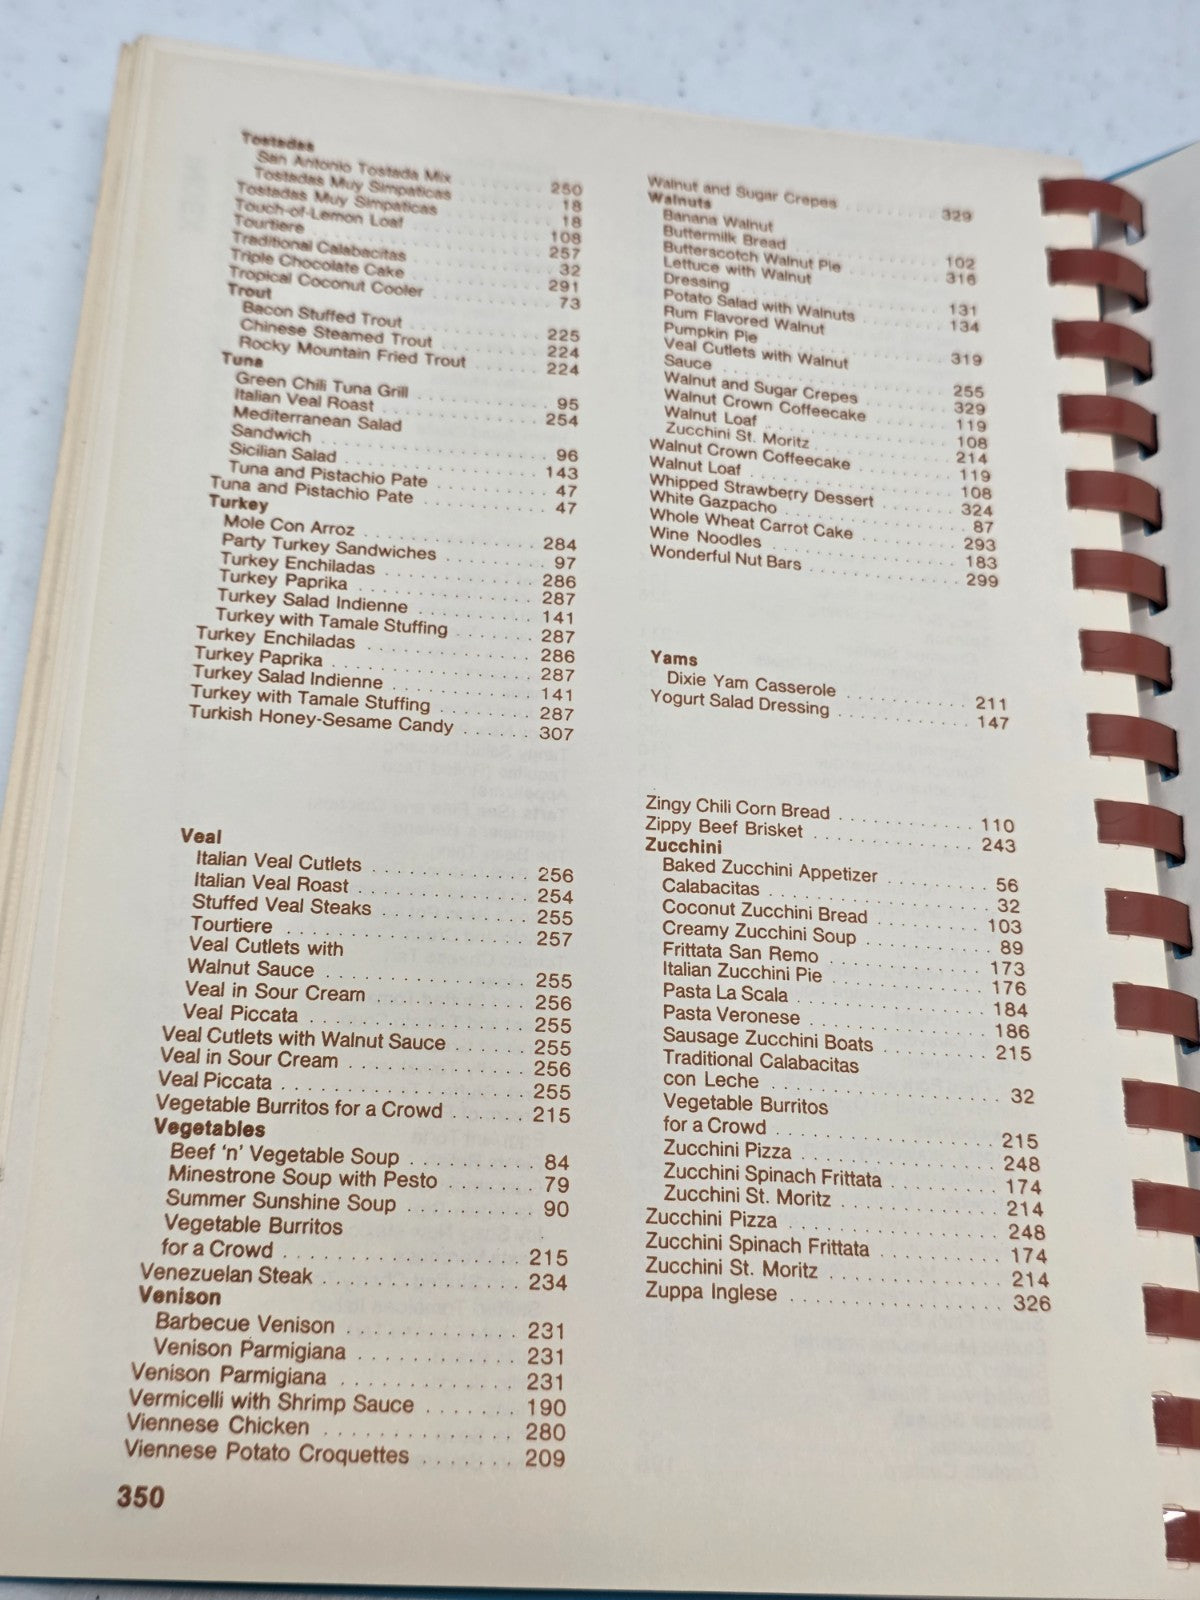 Tostadas
San Antonio Tostada Mix ........ 250
Tostadas Muy Simpaticas ........ 18
Tostadas Muy Simpaticas ........ 18
Touch-of-Lemon Loaf ........ 108
Tourtiere ........ 257
Traditional Calabacitas ........ 32
Triple Chocolate Cake ........ 291
Tropical Coconut Cooler ........ 73
Trout
Bacon Stuffed Trout ........ 225
Chinese Steamed Trout ........ 224
Rocky Mountain Fried Trout ........ 224
Tuna
Green Chili Tuna Grill ........ 95
Italian Veal Roast ........ 254
Mediterranean Salad
Sandwich ........ 96
Sicilian Salad ........ 143
Tuna and Pistachio Pate ........ 47
Tuna and Pistachio Pate ........ 47
Turkey
Mole Con Arroz ........ 284
Party Turkey Sandwiches ........ 97
Turkey Enchiladas ........ 286
Turkey Paprika ........ 287
Turkey Salad Indienne ........ 141
Turkey with Tamale Stuffing ........ 287
Turkey Enchiladas ........ 286
Turkey Paprika ........ 287
Turkey Salad Indienne ........ 141
Turkey with Tamale Stuffing ........ 287
Turkish Honey-Sesame Candy ...... 307
Veal
Italian Veal Cutlets ........ 256
Italian Veal Roast ........ 254
Stuffed Veal Steaks ........ 255
Tourtiere ........ 257
Veal Cutlets with
Walnut Sauce ........ 255
Veal in Sour Cream ........ 256
Veal Piccata ........ 255
Veal Cutlets with Walnut Sauce ...... 255
Veal in Sour Cream ........ 256
Veal Piccata ........ 255
Vegetable Burritos for a Crowd ...... 215
Vegetables
Beef 'n' Vegetable Soup ........ 84
Minestrone Soup with Pesto ....... 79
Summer Sunshine Soup ........ 90
Vegetable Burritos
for a Crowd ........ 215
Venezuelan Steak ........ 234
Venison
Barbecue Venison ........ 231
Venison Parmigiana ........ 231
Venison Parmigiana ........ 231
Vermicelli with Shrimp Sauce ....... 190
Viennese Chicken ........ 280
Viennese Potato Croquettes ....... 209
350
Walnut and Sugar Crepes ........ 329
Walnuts
Banana Walnut
Buttermilk Bread ........ 102
Butterscotch Walnut Pie ........ 316
Lettuce with Walnut
Dressing ........ 131
Potato Salad with Walnuts ........ 134
Rum Flavored Walnut
Pumpkin Pie ........ 319
Veal Cutlets with Walnut
Sauce ........ 255
Walnut and Sugar Crepes ........ 329
Walnut Crown Coffeecake ........ 119
Walnut Loaf ........ 108
Zucchini St. Moritz ........ 214
Walnut Crown Coffeecake ........ 119
Walnut Loaf ........ 108
Whipped Strawberry Dessert ........ 324
White Gazpacho ........ 87
Whole Wheat Carrot Cake ........ 293
Wine Noodles ........ 183
Wonderful Nut Bars ........ 299
Yams
Dixie Yam Casserole ........ 211
Yogurt Salad Dressing ........ 147
Zingy Chili Corn Bread ........ 110
Zippy Beef Brisket ........ 243
Zucchini
Baked Zucchini Appetizer ........ 56
Calabacitas ........ 32
Coconut Zucchini Bread ........ 103
Creamy Zucchini Soup ........ 89
Frittata San Remo ........ 173
Italian Zucchini Pie ........ 176
Pasta La Scala ........ 184
Pasta Veronese ........ 186
Sausage Zucchini Boats ........ 215
Traditional Calabacitas
con Leche ........ 32
Vegetable Burritos
for a Crowd ........ 215
Zucchini Pizza ........ 248
Zucchini Spinach Frittata ........ 174
Zucchini St. Moritz ........ 214
Zucchini Pizza ........ 248
Zucchini Spinach Frittata ........ 174
Zucchini St. Moritz ........ 214
Zuppa Inglese ........ 326